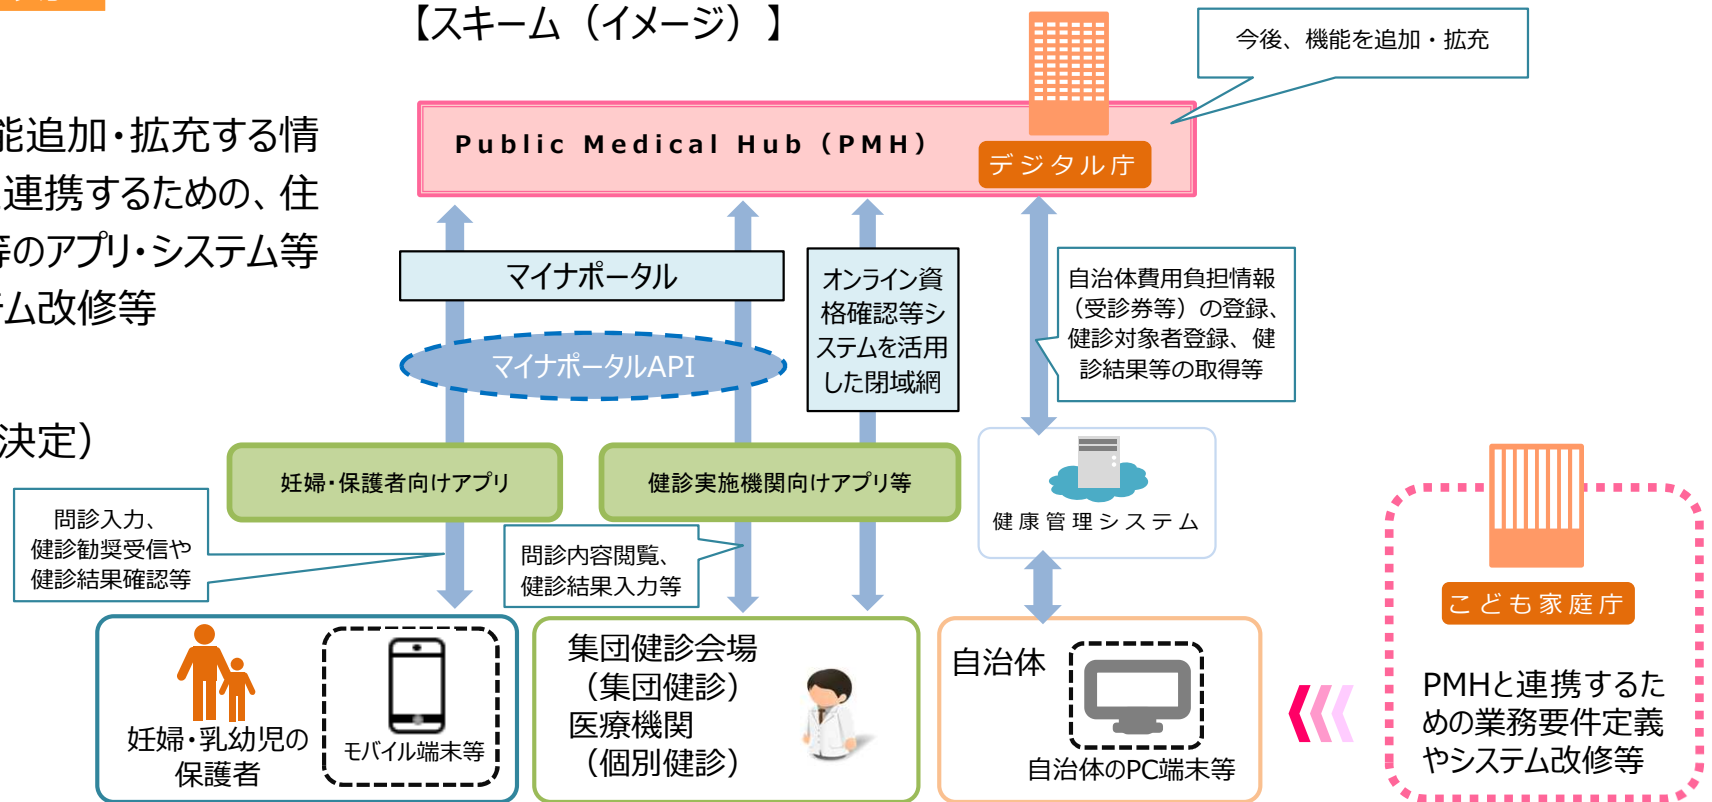 【スキーム（イメージ）】
今後、機能を追加・拡充
能追加・拡充する情
連携するための、住
等のアプリ・システム等
テム改修等
決定）
Public Medical Hub（PMH）
デジタル庁
マイナポータル
マイナポータルAPI
オンライン資
格確認等シ
ステムを活用
した閉域網
自治体費用負担情報
（受診券等）の登録、
健診対象者登録、健
診結果等の取得等
妊婦・保護者向けアプリ
健診実施機関向けアプリ等
健康管理システム
問診入力、
健診勧奨受信や
健診結果確認等
問診内容閲覧、
健診結果入力等
妊婦・乳幼児の
保護者
モバイル端末等
集団健診会場
（集団健診）
医療機関
（個別健診）
自治体
自治体のPC端末等
こども家庭庁
PMHと連携するた
めの業務要件定義
やシステム改修等